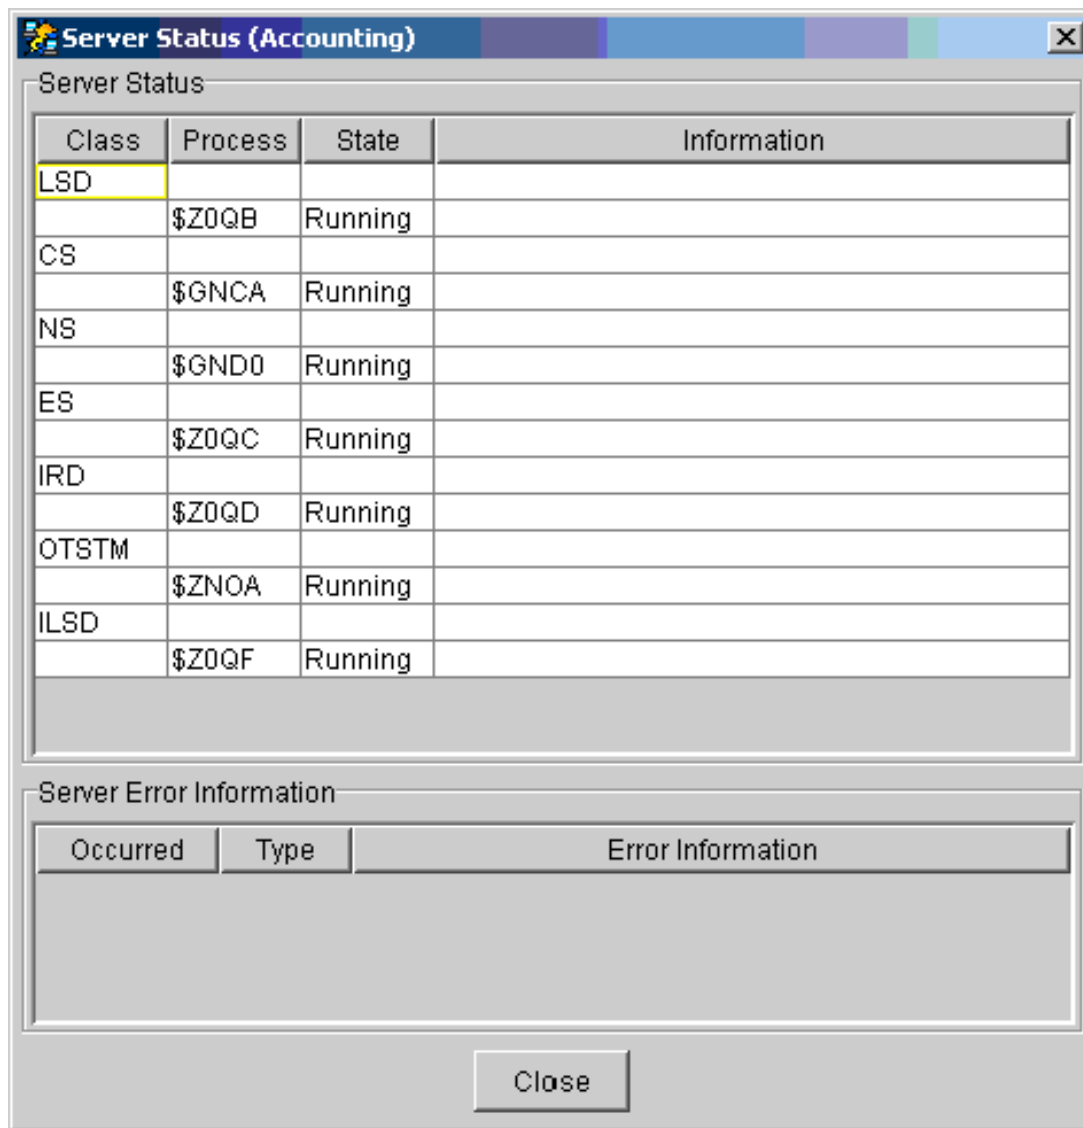 Server Status (Accounting)
Server Status
Class Process State Information
LSD
$Z0QB Running
CS
$GNCA Running
NS
$GND0 Running
ES
$Z0QC Running
IRD
$Z0QD Running
OTSTM
$ZNOA Running
ILSD
$Z0QF Running
Server Error Information
Occurred Type Error Information
Close